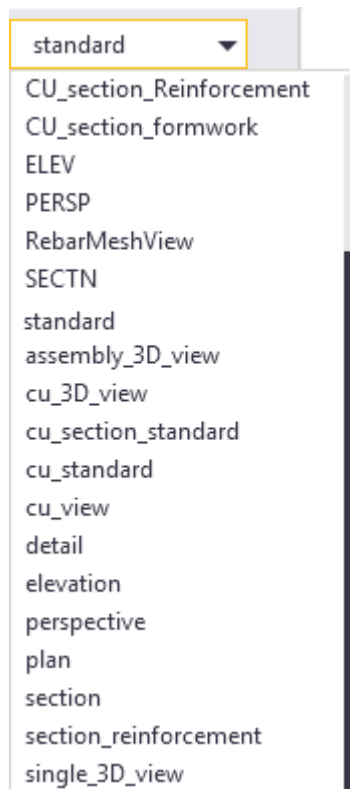 standard
CU_section_Reinforcement
CU_section_formwork
ELEV
PERSP
RebarMeshView
SECTN
standard
assembly_3D_view
cu_3D_view
cu_section_standard
cu_standard
cu_view
detail
elevation
perspective
plan
section
section_reinforcement
single_3D_view